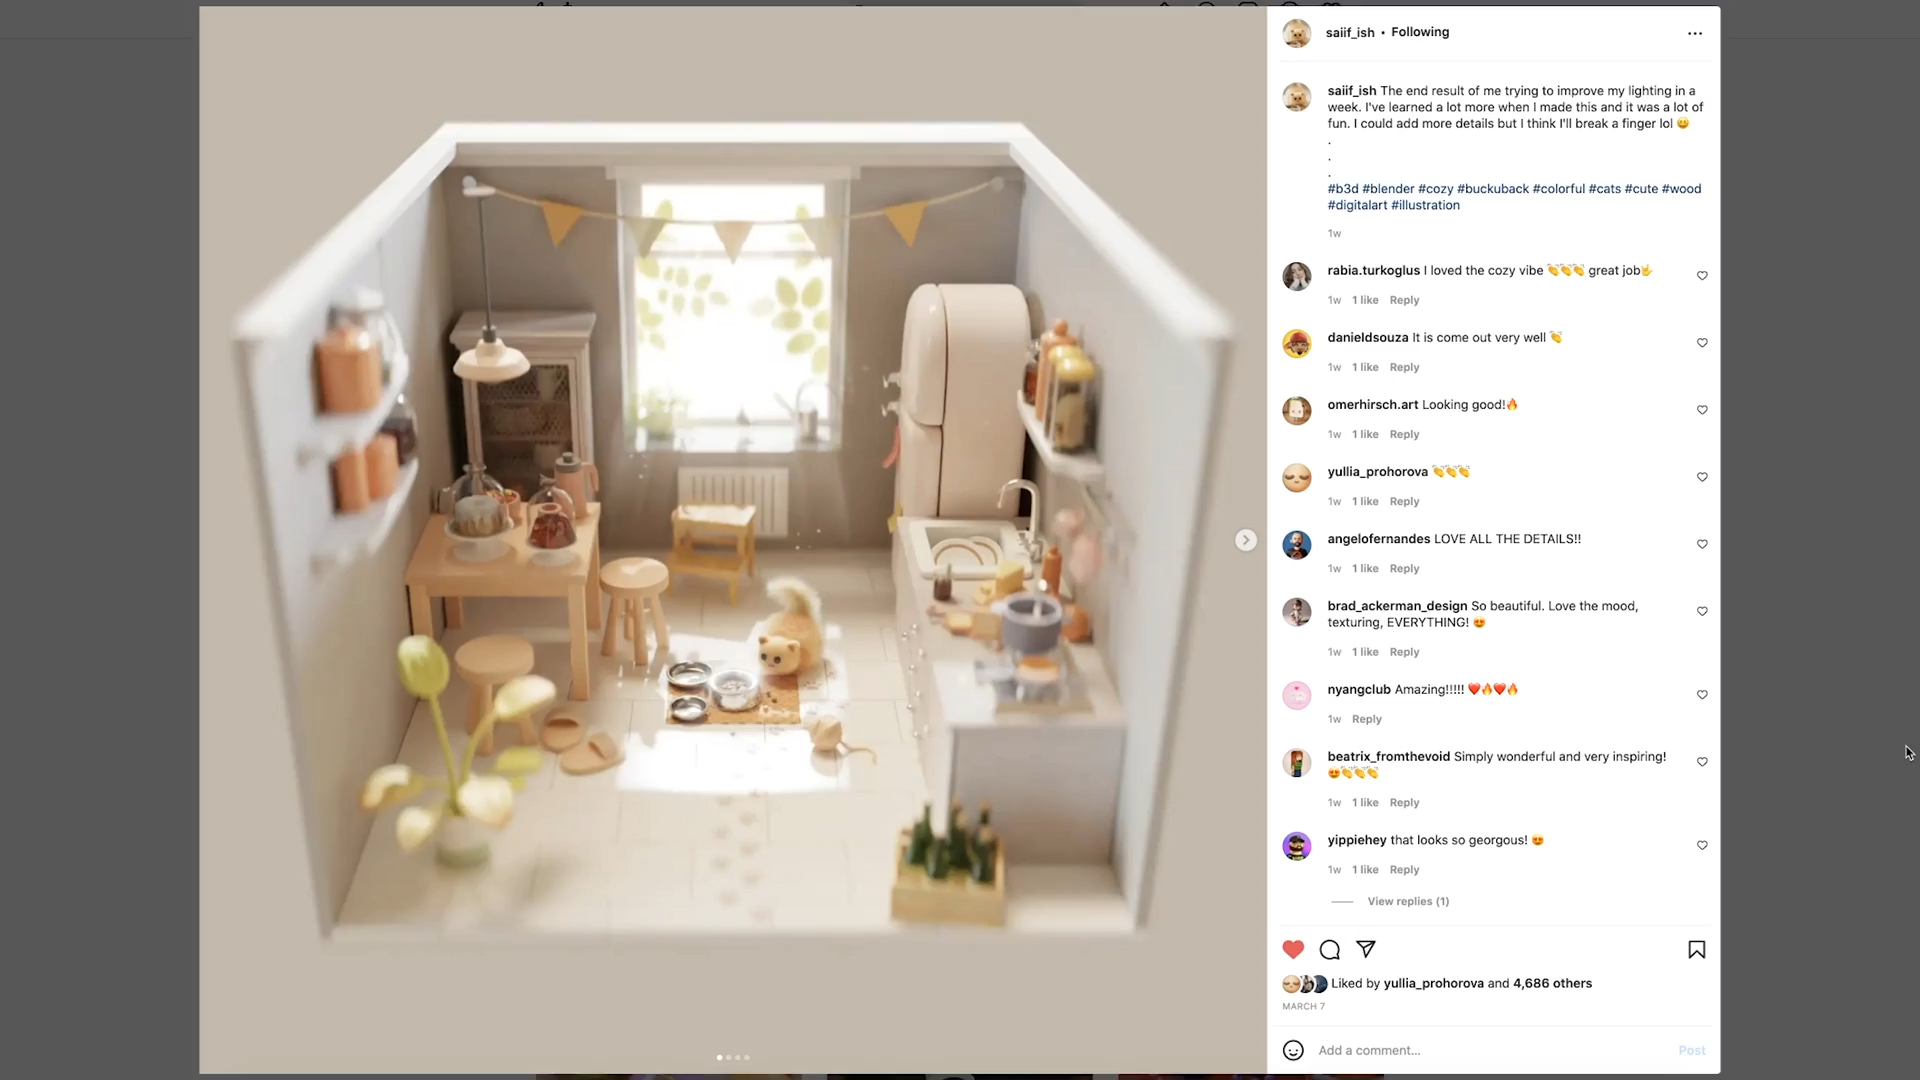 saiif_ish • Following
saiif_ish The end result of me trying to improve my lighting in a
week. I've learned a lot more when I made this and it was a lot of
fun. I could add more details but I think I'll break a finger lol 😄
.
.
.
#b3d #blender #cozy #buckuback #colorful #cats #cute #wood
#digitalart #illustration
1w
rabia.turkoglus I loved the cozy vibe 👏👏👏 great job🤟
1w 1 like Reply
danieldsouza It is come out very well 👏
1w 1 like Reply
omerhirsch.art Looking good!🔥
1w 1 like Reply
yullia_prohorova 👏👏👏
1w 1 like Reply
angelofernandes LOVE ALL THE DETAILS!!
1w 1 like Reply
brad_ackerman_design So beautiful. Love the mood,
texturing, EVERYTHING! 😍
1w 1 like Reply
nyangclub Amazing!!!!! ❤️🔥❤️🔥
1w Reply
beatrix_fromthevoid Simply wonderful and very inspiring!
😍👏👏👏
1w 1 like Reply
yippiehey that looks so georgous! 😍
1w 1 like Reply
View replies (1)
Liked by yullia_prohorova and 4,686 others
MARCH 7
Add a comment...
Post